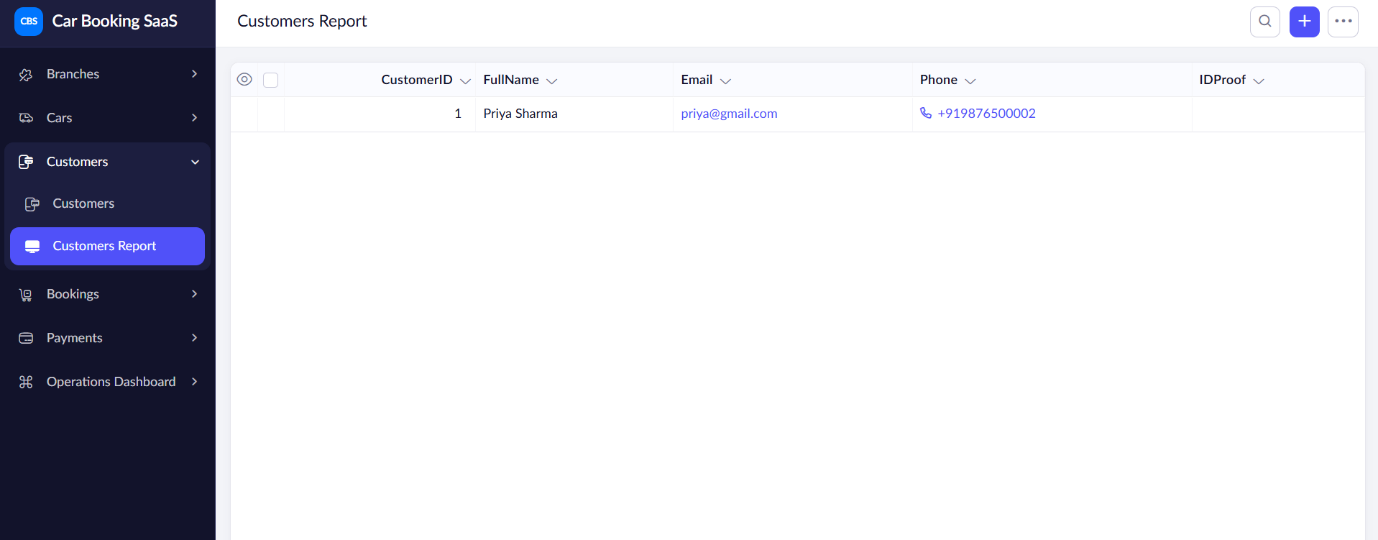 CBS Car Booking SaaS
Customers Report
Branches
Cars
Customers
Customers
Customers Report
Bookings
Payments
Operations Dashboard
CustomerID FullName Email Phone IDProof
1 Priya Sharma priya@gmail.com +919876500002